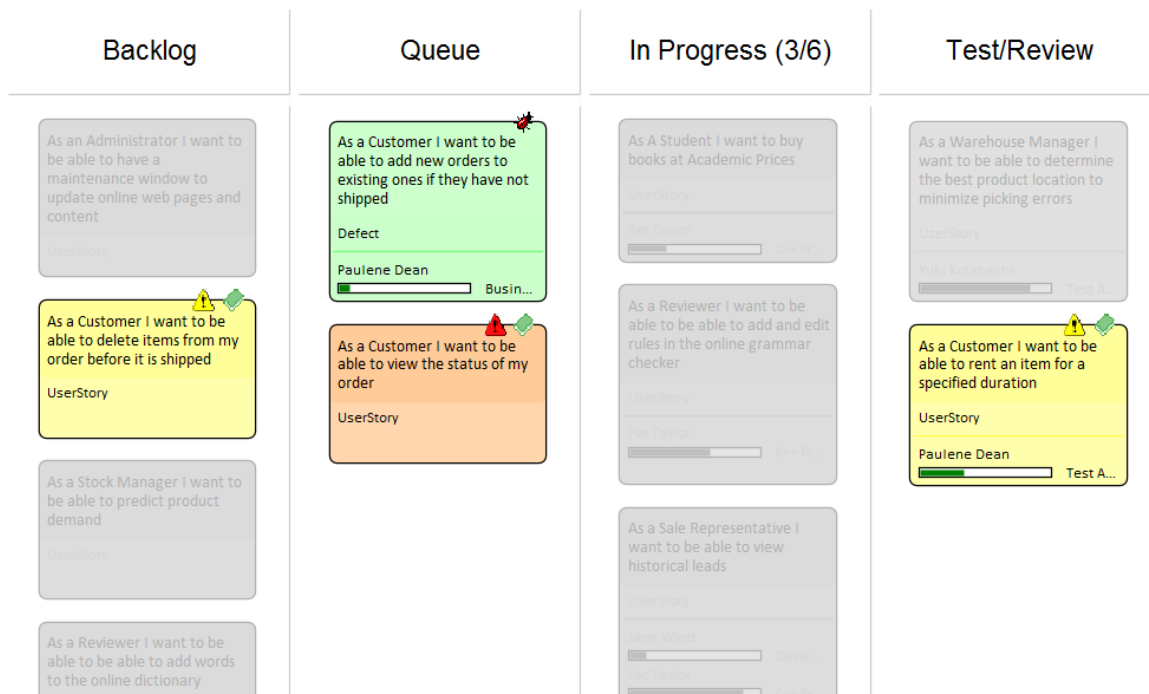 Backlog
Queue
In Progress (3/6)
Test/Review
As an Administrator I want to
be able to have a
maintenance window to
update online web pages and
content
UserStory
As a Customer I want to be
able to delete items from my
order before it is shipped
UserStory
As a Stock Manager I want to
be able to predict product
demand
UserStory
As a Reviewer I want to be
able to be able to add words
to the online dictionary
As a Customer I want to be
able to add new orders to
existing ones if they have not
shipped
Defect
Paulene Dean
Busin...
As a Customer I want to be
able to view the status of my
order
UserStory
As A Student I want to buy
books at Academic Prices
UserStory
Pat Taylor
C++ Pr...
As a Reviewer I want to be
able to be able to add and edit
rules in the online grammar
checker
UserStory
Pat Taylor
C++ Pr...
As a Sale Representative I
want to be able to view
historical leads
UserStory
Jane Ward
Devel...
Pat Taylor
As a Warehouse Manager I
want to be able to determine
the best product location to
minimize picking errors
UserStory
Yuki Kotabashi
Test A...
As a Customer I want to be
able to rent an item for a
specified duration
UserStory
Paulene Dean
Test A...